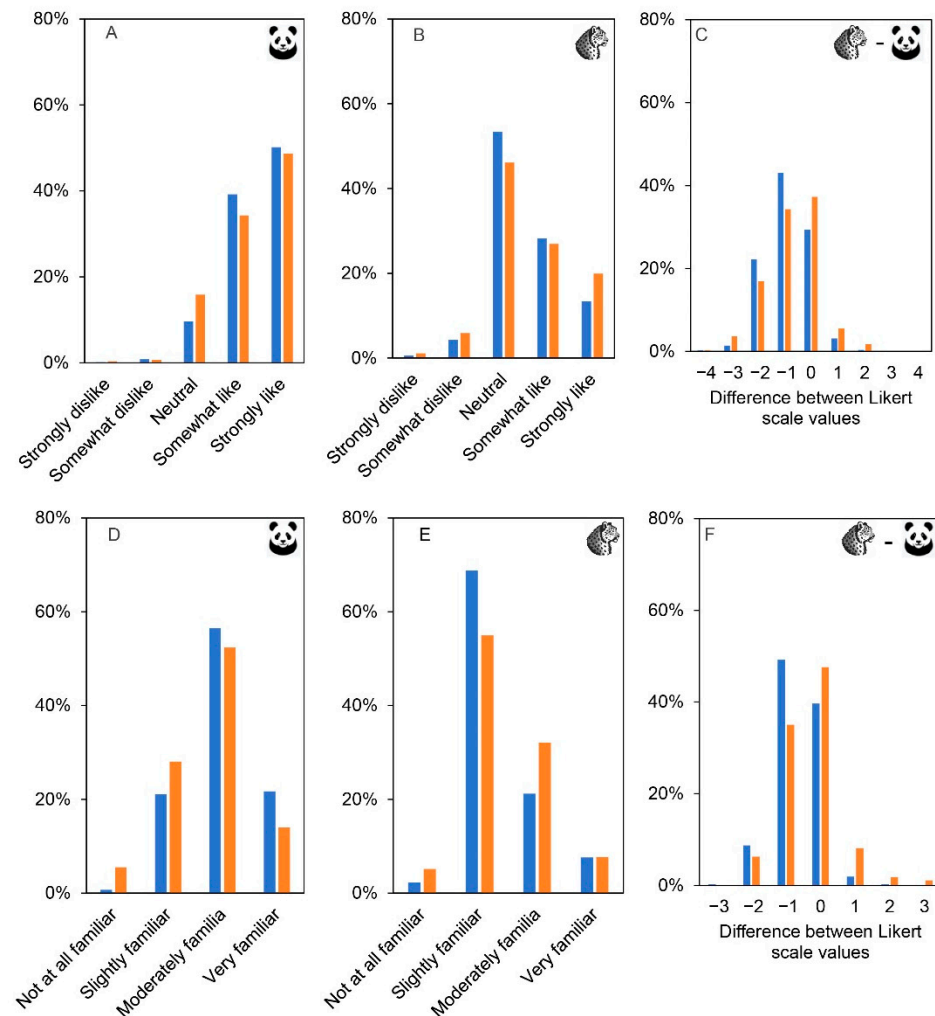 A
80%
60%
40%
20%
0%
Strongly dislike
Somewhat dislike
Neutral
Somewhat like
Strongly like
B
80%
60%
40%
20%
0%
Strongly dislike
Somewhat dislike
Neutral
Somewhat like
Strongly like
C
-
80%
60%
40%
20%
0%
−4 −3 −2 −1 0 1 2 3 4
Difference between Likert
scale values
D
80%
60%
40%
20%
0%
Not at all familiar
Slightly familiar
Moderately familia
Very familiar
E
80%
60%
40%
20%
0%
Not at all familiar
Slightly familiar
Moderately familia
Very familiar
F
-
80%
60%
40%
20%
0%
−3 −2 −1 0 1 2 3
Difference between Likert
scale values